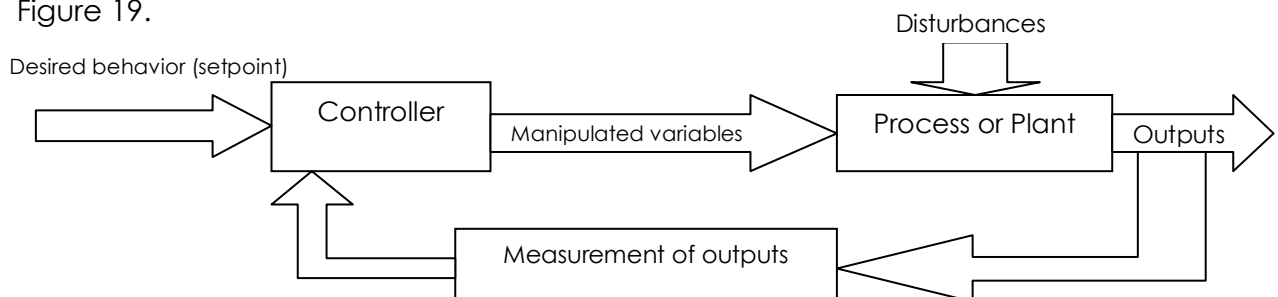 Figure 19.
Disturbances
Desired behavior (setpoint)
Controller
Manipulated variables
Process or Plant
Outputs
Measurement of outputs